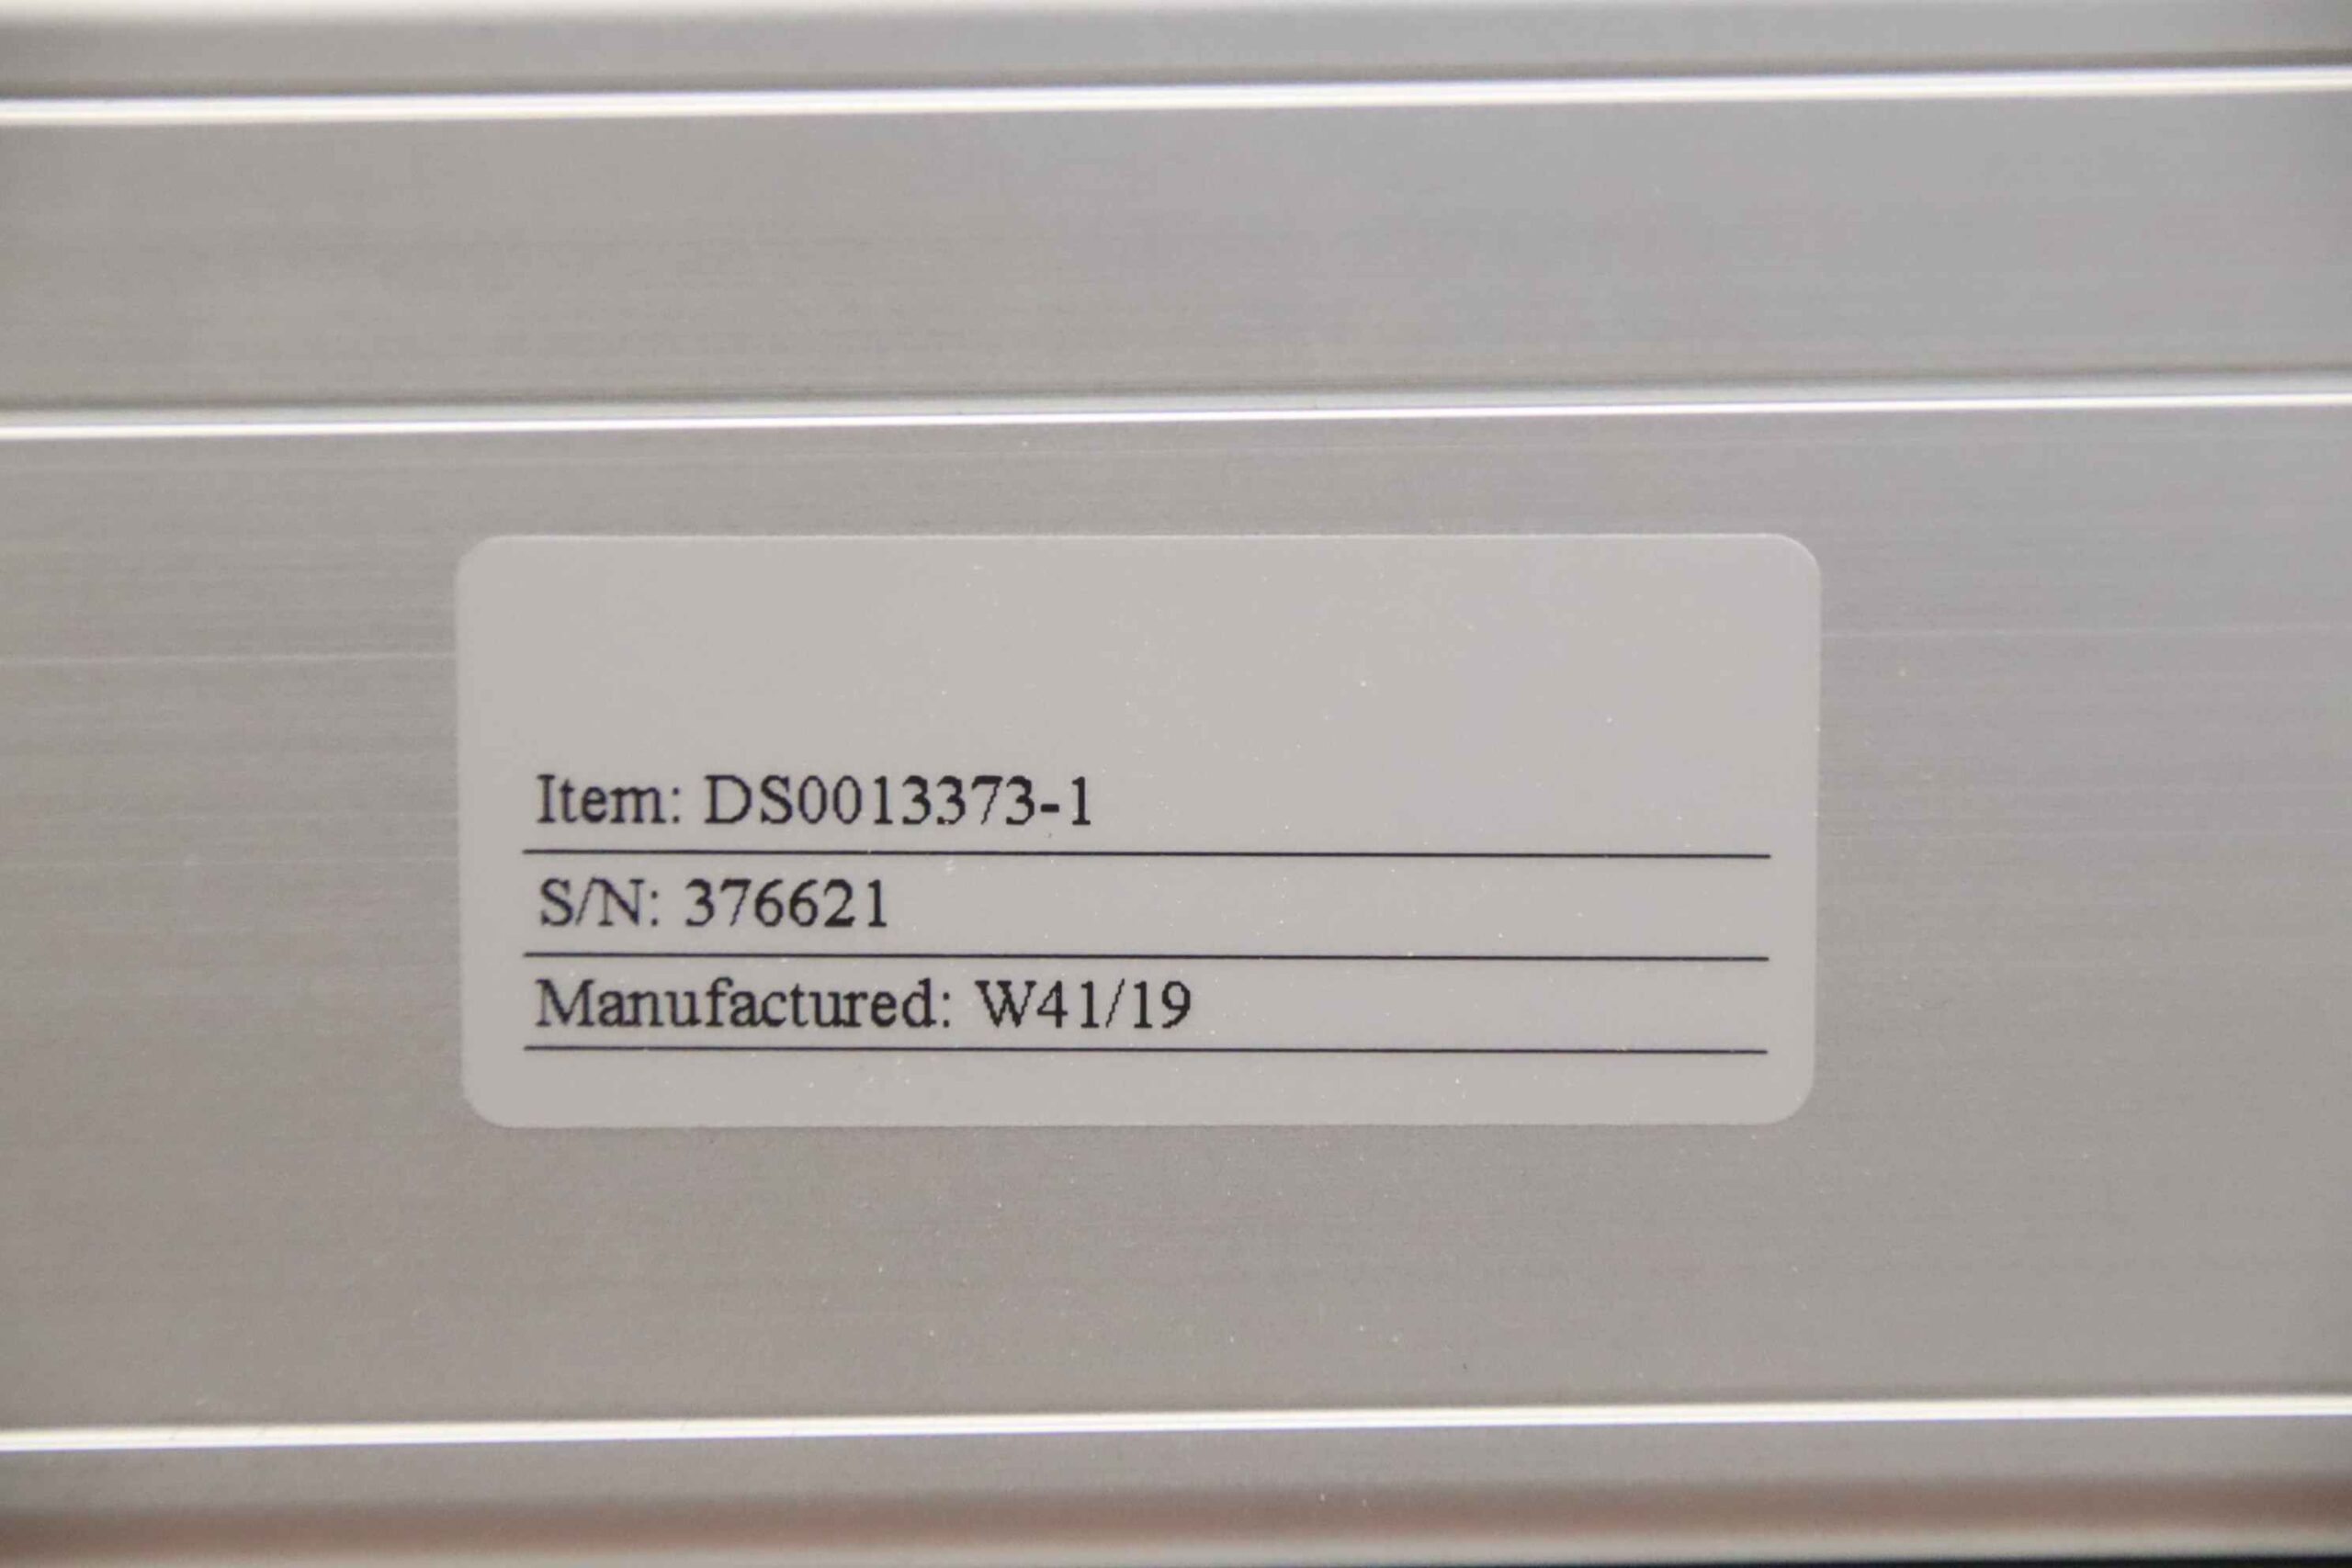 Item: DS0013373-1
S/N: 376621
Manufactured: W41/19